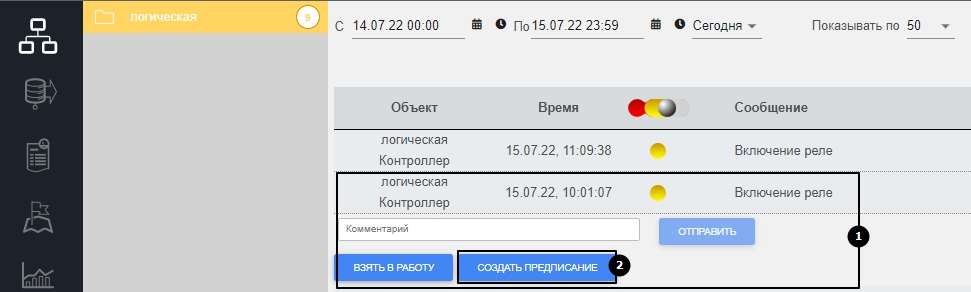 логическая 9
С 14.07.22 00:00 По 15.07.22 23:59 Сегодня Показывать по 50
Объект Время Сообщение
логическая
Контроллер 15.07.22, 11:09:38 Включение реле
логическая
Контроллер 15.07.22, 10:01:07 Включение реле
Комментарий ОТПРАВИТЬ
1
ВЗЯТЬ В РАБОТУ СОЗДАТЬ ПРЕДПИСАНИЕ 2